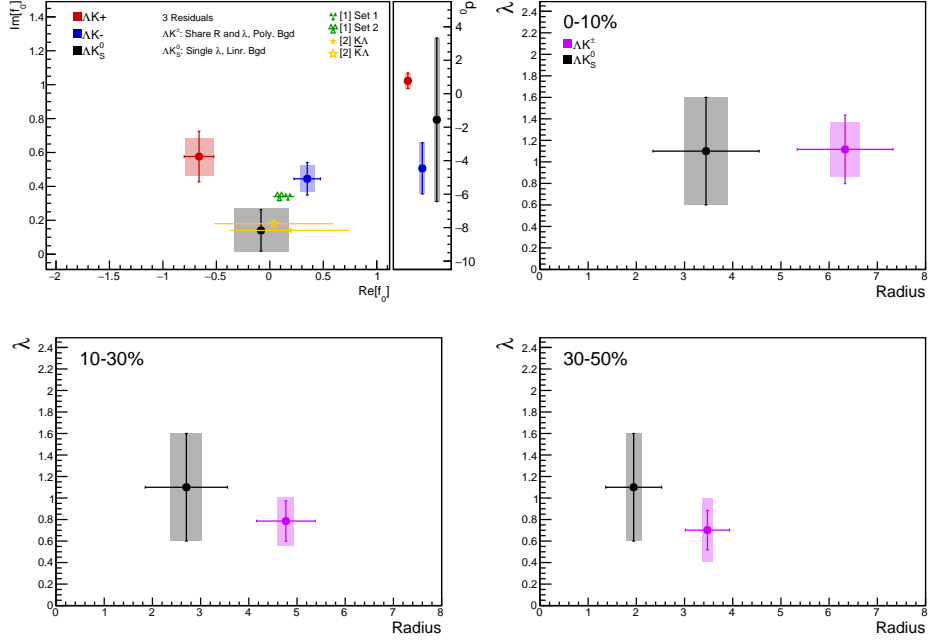 Im[f₀]
1.4
1.2
1
0.8
0.6
0.4
0.2
0
−2
−1.5
−1
−0.5
0
0.5
1
Re[f₀]
ΛK+
ΛK-
ΛK⁰S
3 Residuals
ΛK±: Share R and λ, Poly. Bgd
ΛK⁰S: Single λ, Linr. Bgd
[1] Set 1
[1] Set 2
[2] KΛ
[2] K̅Λ
d₀
4
2
0
−2
−4
−6
−8
−10
λ
0-10%
ΛK±
ΛK⁰S
2.4
2.2
2
1.8
1.6
1.4
1.2
1
0.8
0.6
0.4
0.2
0
0 1 2 3 4 5 6 7 8
Radius
λ
10-30%
2.4
2.2
2
1.8
1.6
1.4
1.2
1
0.8
0.6
0.4
0.2
0
0 1 2 3 4 5 6 7 8
Radius
λ
30-50%
2.4
2.2
2
1.8
1.6
1.4
1.2
1
0.8
0.6
0.4
0.2
0
0 1 2 3 4 5 6 7 8
Radius